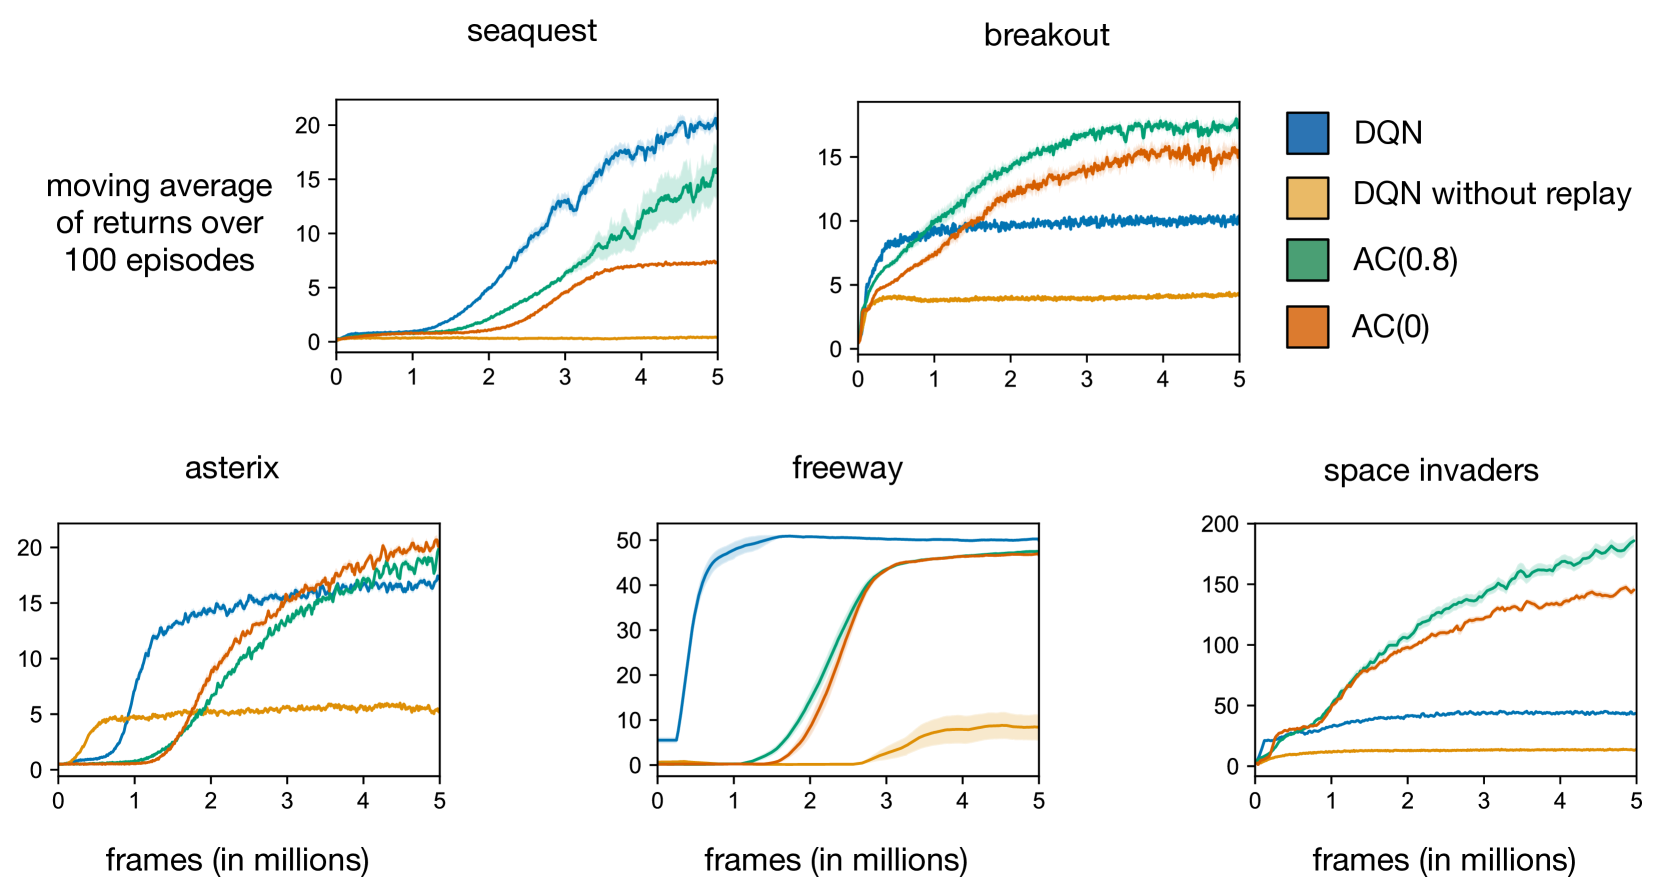 seaquest
breakout
moving average
of returns over
100 episodes
20
15
10
5
0
0 1 2 3 4 5
15
10
5
0
0 1 2 3 4 5
DQN
DQN without replay
AC(0.8)
AC(0)
asterix
freeway
space invaders
20
15
10
5
0
0 1 2 3 4 5
50
40
30
20
10
0
0 1 2 3 4 5
200
150
100
50
0
0 1 2 3 4 5
frames (in millions)
frames (in millions)
frames (in millions)